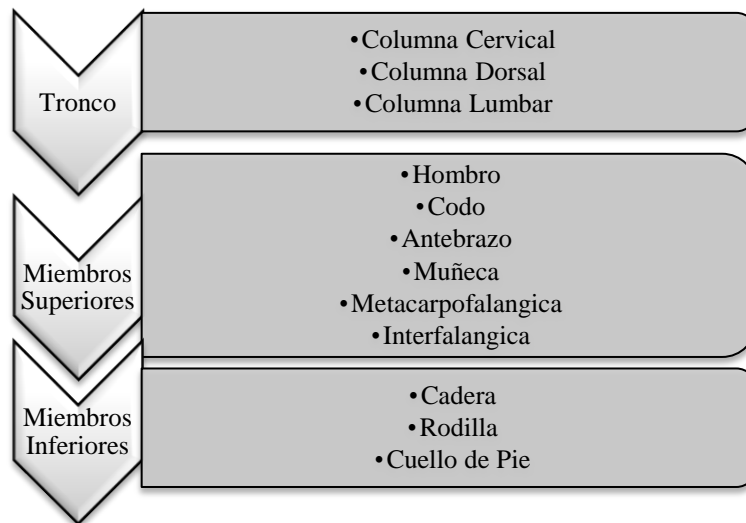 Tronco
•Columna Cervical
•Columna Dorsal
•Columna Lumbar
Miembros
Superiores
•Hombro
•Codo
•Antebrazo
•Muñeca
•Metacarpofalangica
•Interfalangica
Miembros
Inferiores
•Cadera
•Rodilla
•Cuello de Pie